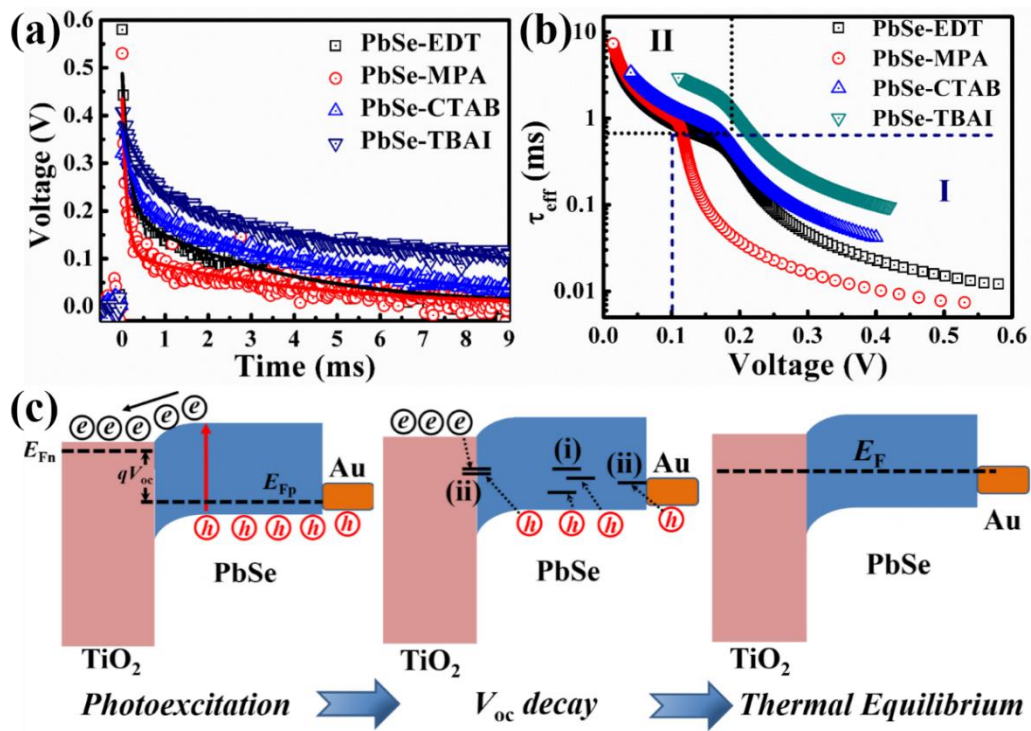 (a)
0.6
0.5
0.4
0.3
0.2
0.1
0.0
Voltage (V)
PbSe-EDT
PbSe-MPA
PbSe-CTAB
PbSe-TBAI
0 1 2 3 4 5 6 7 8 9
Time (ms)
(b)
10
1
0.1
0.01
τeff (ms)
II
PbSe-EDT
PbSe-MPA
PbSe-CTAB
PbSe-TBAI
I
0.0 0.1 0.2 0.3 0.4 0.5 0.6
Voltage (V)
(c)
e e e e e
EFn
qVoc
EFp
Au
h h h h h
PbSe
TiO2
Photoexcitation
e e e
(i)
(ii)
(ii)
Au
h h h h
PbSe
TiO2
Voc decay
EF
Au
PbSe
TiO2
Thermal Equilibrium